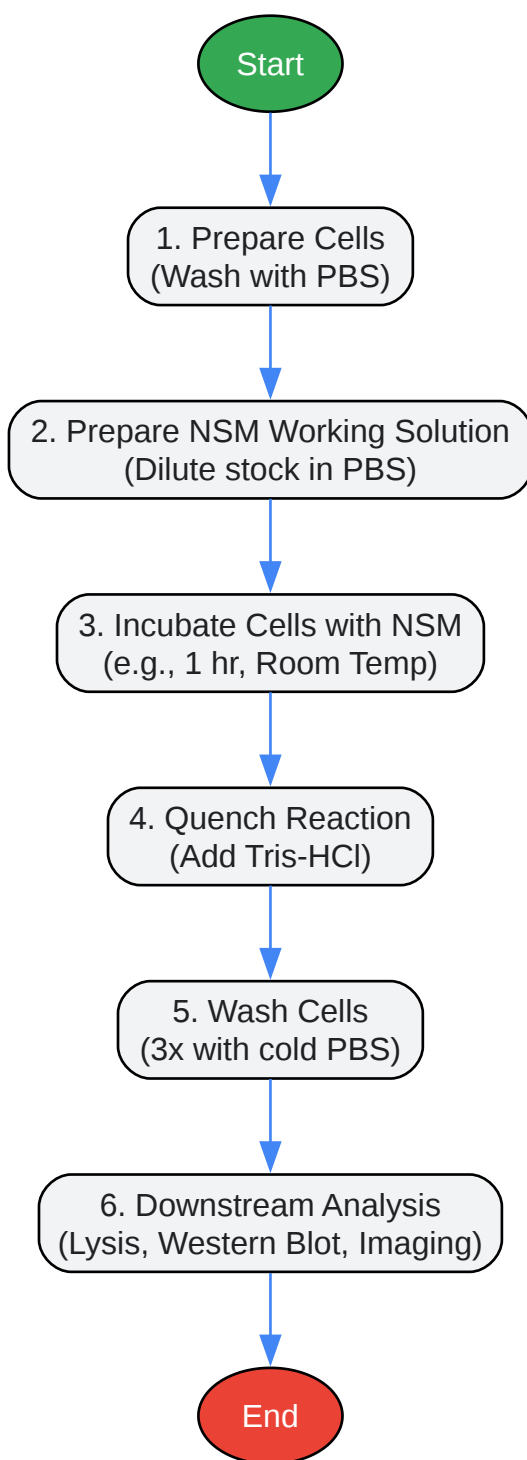 Start
1. Prepare Cells
(Wash with PBS)
2. Prepare NSM Working Solution
(Dilute stock in PBS)
3. Incubate Cells with NSM
(e.g., 1 hr, Room Temp)
4. Quench Reaction
(Add Tris-HCl)
5. Wash Cells
(3x with cold PBS)
6. Downstream Analysis
(Lysis, Western Blot, Imaging)
End